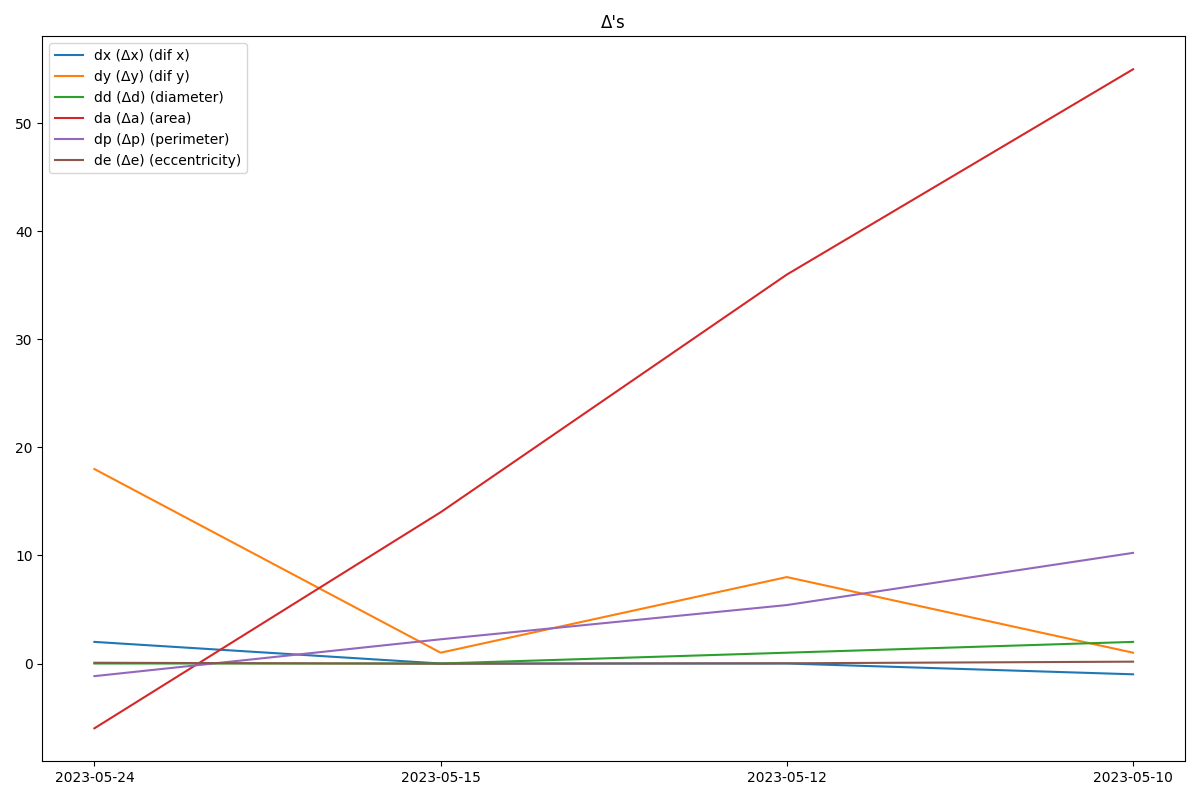 Δ's
dx (Δx) (dif x)
dy (Δy) (dif y)
dd (Δd) (diameter)
da (Δa) (area)
dp (Δp) (perimeter)
de (Δe) (eccentricity)
50
40
30
20
10
0
2023-05-24
2023-05-15
2023-05-12
2023-05-10